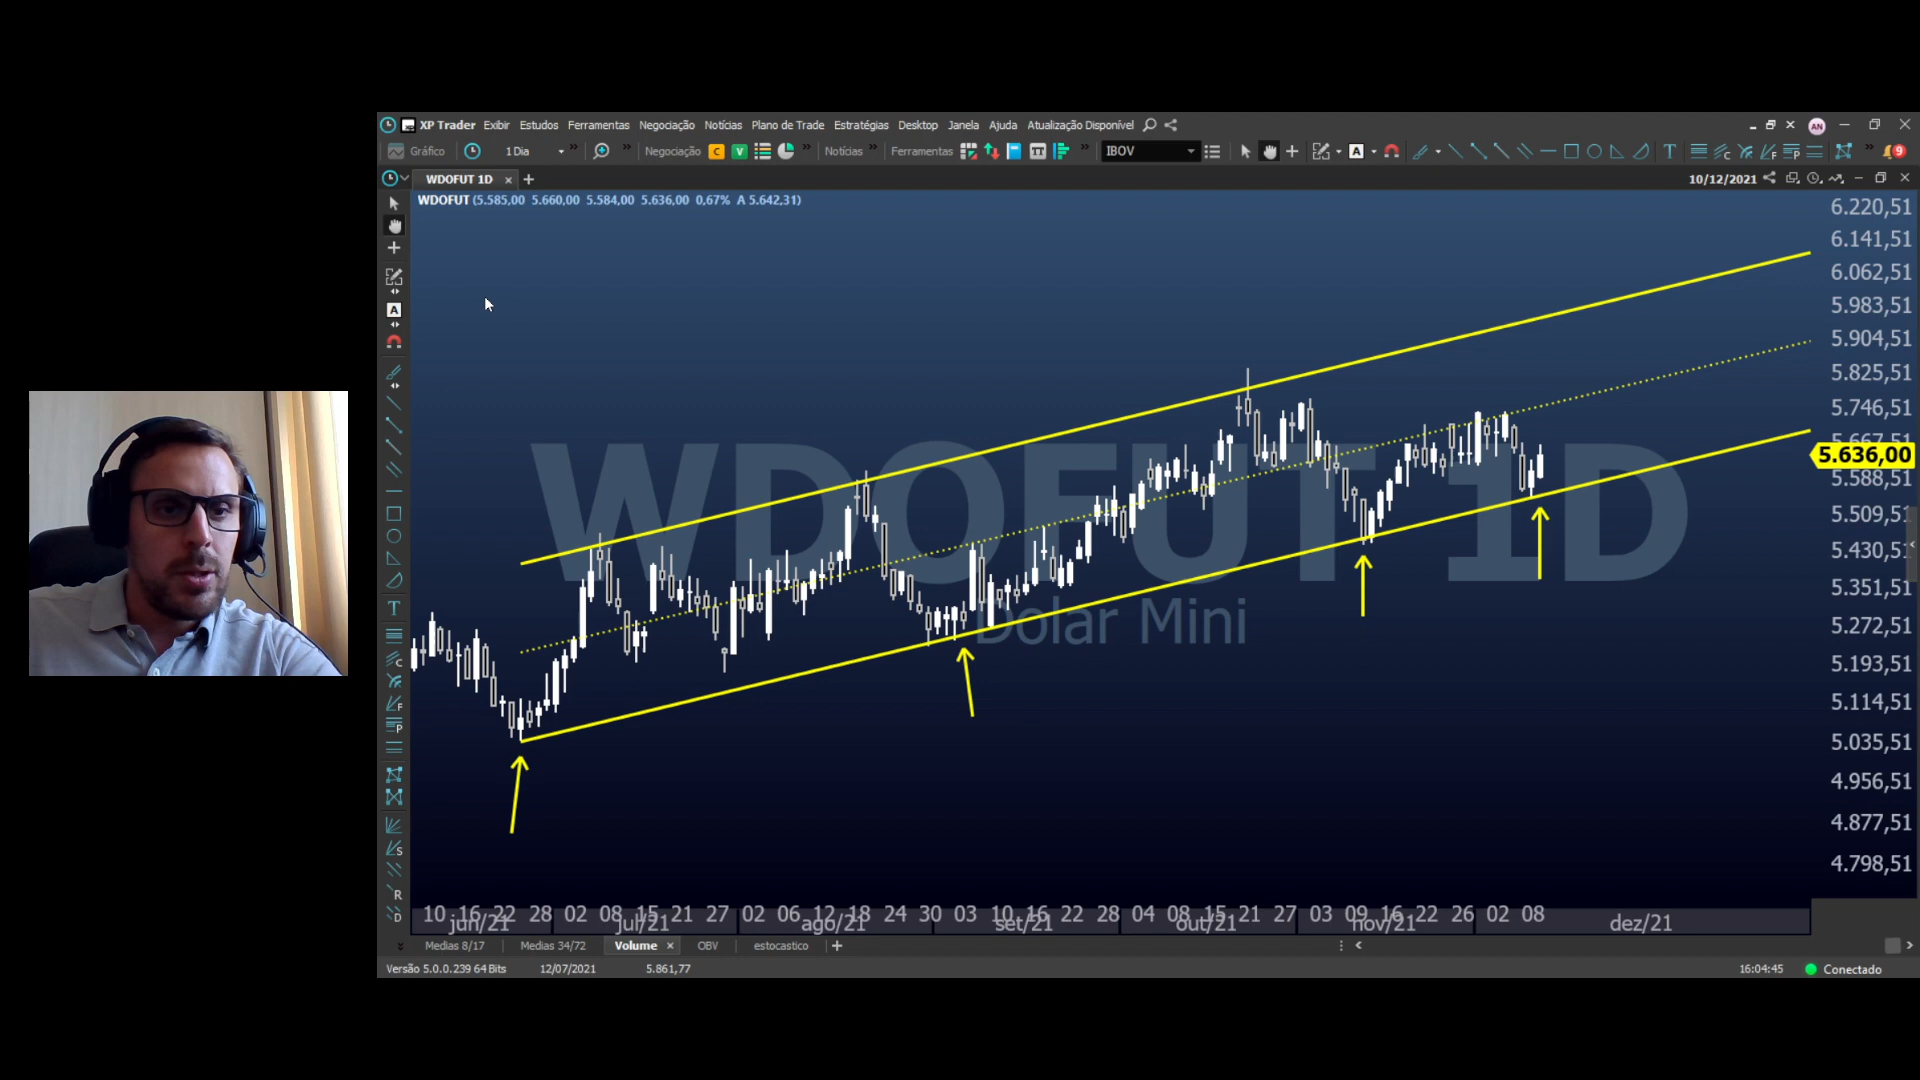 XP Trader Exibir Estudos Ferramentas Negociação Notícias Plano de Trade Estratégias Desktop Janela Ajuda Atualização Disponível AN
Gráfico 1 Dia Negociação C V Notícias Ferramentas IBOV A T 9
WDOFUT 1D 10/12/2021
WDOFUT (5.585,00 5.660,00 5.584,00 5.636,00 0,67% A 5.642,31)
6.220,51
6.141,51
6.062,51
5.983,51
5.904,51
5.825,51
5.746,51
5.667,51
5.636,00
5.588,51
5.509,51
5.430,51
5.351,51
5.272,51
5.193,51
5.114,51
5.035,51
4.956,51
4.877,51
4.798,51
WDOFUT 1D
Dolar Mini
10 16 22 28 02 08 15 21 27 02 06 12 18 24 30 03 10 16 22 28 04 08 15 21 27 03 09 16 22 26 02 08
jun/21 jul/21 ago/21 set/21 out/21 nov/21 dez/21
Medias 8/17 Medias 34/72 Volume OBV estocastico
Versão 5.0.0.239 64 Bits 12/07/2021 5.861,77 16:04:45 Conectado